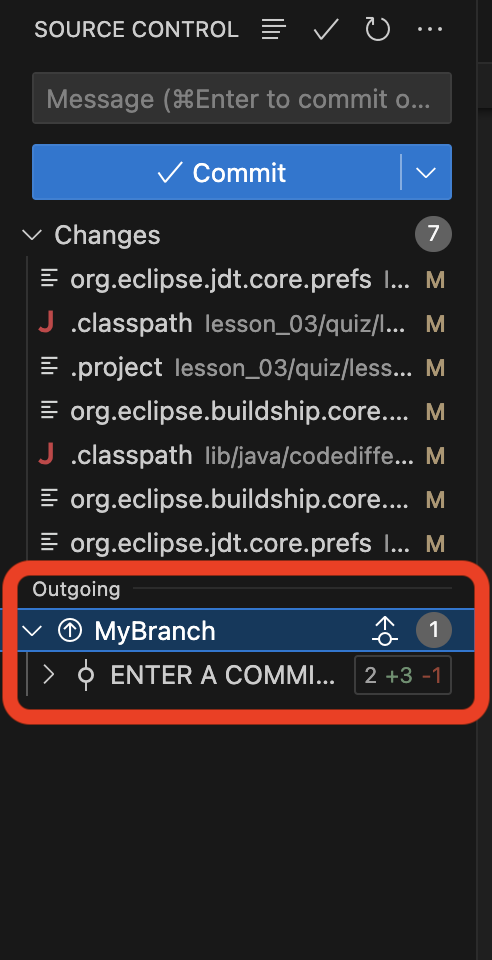 SOURCE CONTROL
Message (⌘Enter to commit o...
Commit
Changes 7
org.eclipse.jdt.core.prefs l... M
J .classpath lesson_03/quiz/l... M
.project lesson_03/quiz/less... M
org.eclipse.buildship.core.... M
J .classpath lib/java/codediffe... M
org.eclipse.buildship.core.... M
org.eclipse.jdt.core.prefs l... M
Outgoing
MyBranch 1
ENTER A COMMI... 2 +3 -1